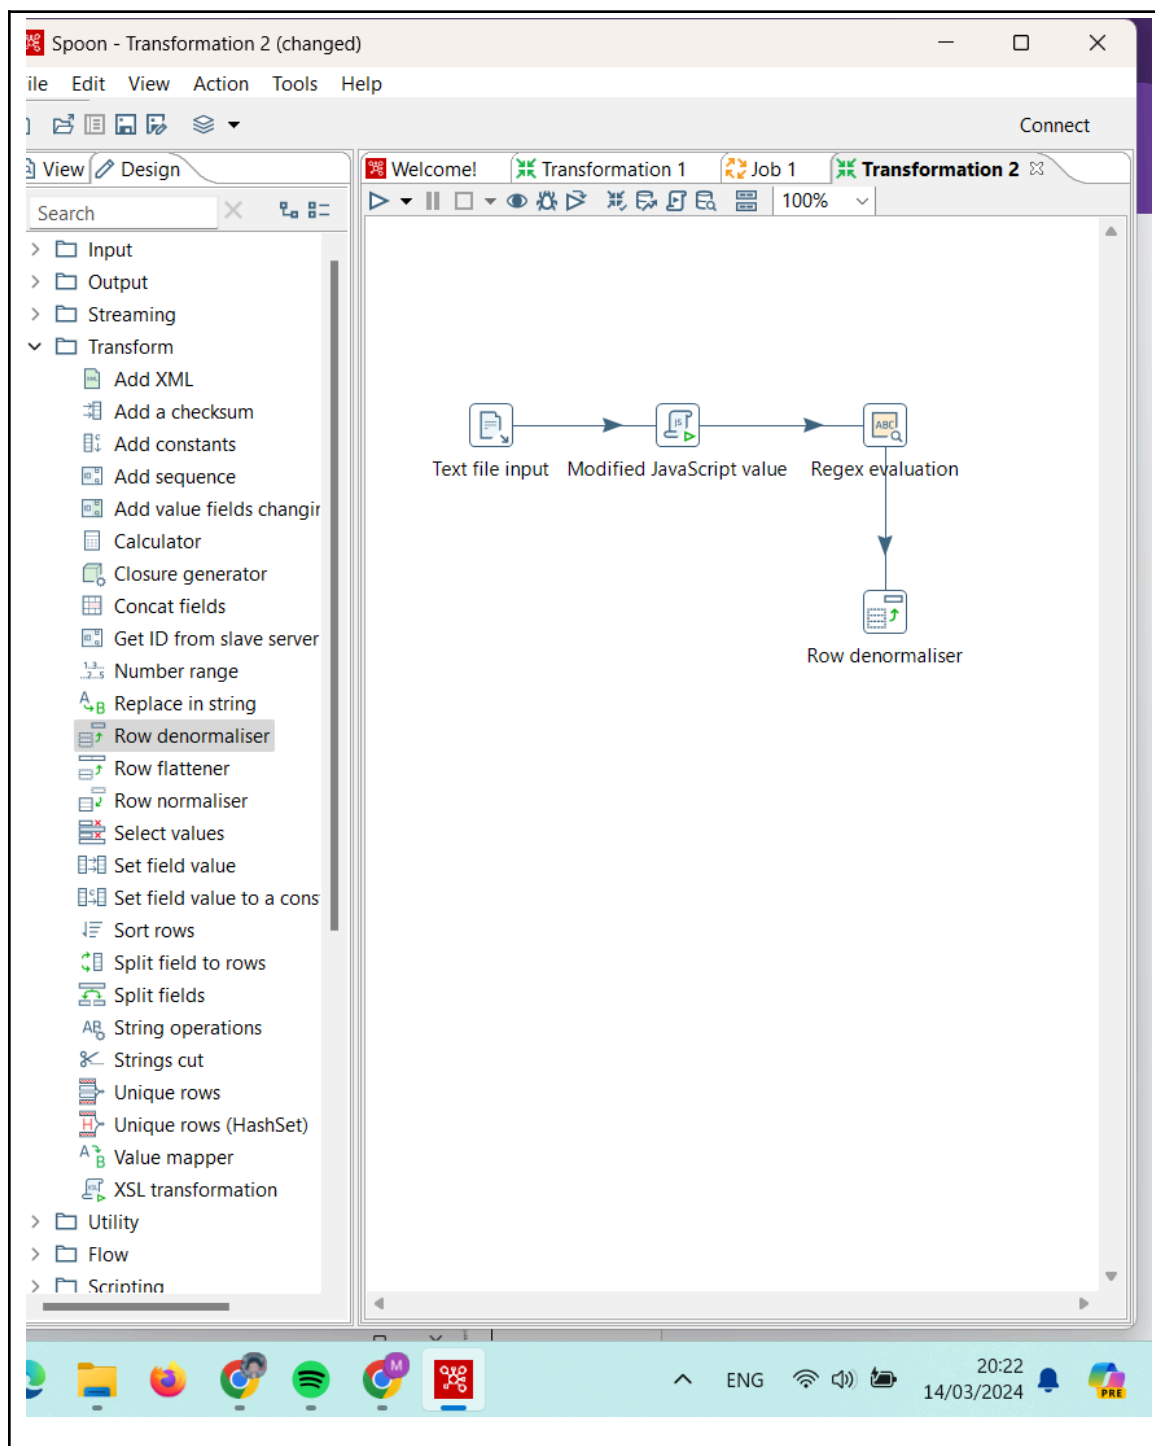 Spoon - Transformation 2 (changed)
ile Edit View Action Tools Help
Connect
View Design
Welcome! Transformation 1 Job 1 Transformation 2
Search
100%
Input
Output
Streaming
Transform
Add XML
Add a checksum
Add constants
Add sequence
Add value fields changin
Calculator
Closure generator
Concat fields
Get ID from slave server
Number range
Replace in string
Row denormaliser
Row flattener
Row normaliser
Select values
Set field value
Set field value to a cons
Sort rows
Split field to rows
Split fields
String operations
Strings cut
Unique rows
Unique rows (HashSet)
Value mapper
XSL transformation
Utility
Flow
Scripting
Text file input Modified JavaScript value Regex evaluation
Row denormaliser
ENG
20:22
14/03/2024
PRE